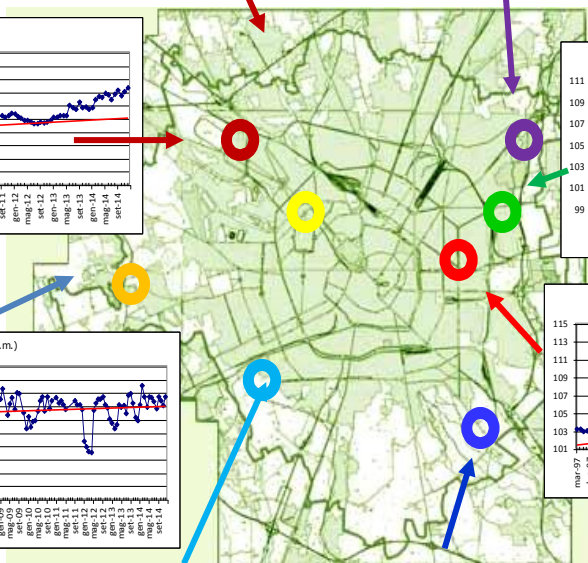 set-11
gen-12
mag-12
set-12
gen-13
mag-13
set-13
gen-14
mag-14
set-14
111
109
107
105
103
101
99
.m.)
gen-09
mag-09
set-09
gen-10
mag-10
set-10
gen-11
mag-11
set-11
gen-12
mag-12
set-12
gen-13
mag-13
set-13
gen-14
mag-14
set-14
115
113
111
109
107
105
103
101
mar-97